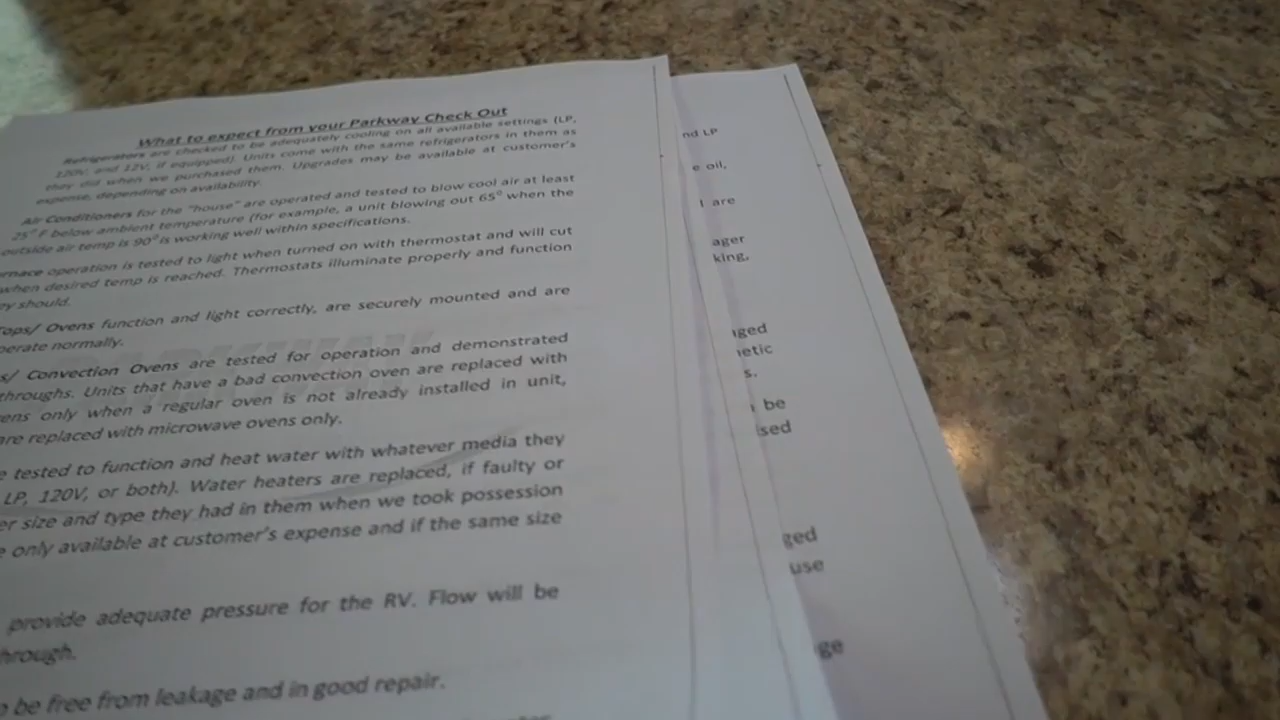 What to expect from your Parkway Check Out
Refrigerators are checked to be adequately cooling on all available settings (LP,
120V, and 12V, if equipped). Units come with the same refrigerators in them as
they did when we purchased them. Upgrades may be available at customer's
expense, depending on availability.
Air Conditioners for the "house" are operated and tested to blow cool air at least
25° F below ambient temperature (for example, a unit blowing out 65° when the
outside air temp is 90° is working well within specifications.
rnace operation is tested to light when turned on with thermostat and will cut
when desired temp is reached. Thermostats illuminate properly and function
ey should.
Tops/ Ovens function and light correctly, are securely mounted and are
perate normally.
s/ Convection Ovens are tested for operation and demonstrated
throughs. Units that have a bad convection oven are replaced with
ens only when a regular oven is not already installed in unit,
are replaced with microwave ovens only.
e tested to function and heat water with whatever media they
LP, 120V, or both). Water heaters are replaced, if faulty or
er size and type they had in them when we took possession
e only available at customer's expense and if the same size
provide adequate pressure for the RV. Flow will be
hrough.
o be free from leakage and in good repair.
nd LP
e oil,
l are
ager
king,
aged
netic
s.
be
ised
ged
use
ge